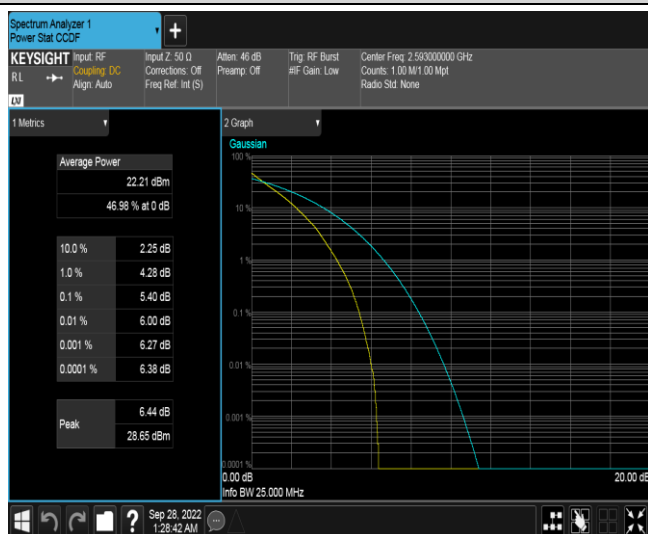 Spectrum Analyzer 1
Power Stat CCDF
+
KEYSIGHT
RL
LXI
Input: RF
Coupling: DC
Align: Auto
Input Z: 50 Ω
Corrections: Off
Freq Ref: Int (S)
Atten: 46 dB
Preamp: Off
Trig: RF Burst
#IF Gain: Low
Center Freq: 2.593000000 GHz
Counts: 1.00 M/1.00 Mpt
Radio Std: None
1 Metrics
Average Power
22.21 dBm
46.98 % at 0 dB
10.0 % 2.25 dB
1.0 % 4.28 dB
0.1 % 5.40 dB
0.01 % 6.00 dB
0.001 % 6.27 dB
0.0001 % 6.38 dB
Peak
6.44 dB
28.65 dBm
2 Graph
Gaussian
100 %
10 %
1 %
0.1 %
0.01 %
0.001 %
0.0001 %
0.00 dB
20.00 dB
Info BW 25.000 MHz
?
Sep 28, 2022
1:28:42 AM